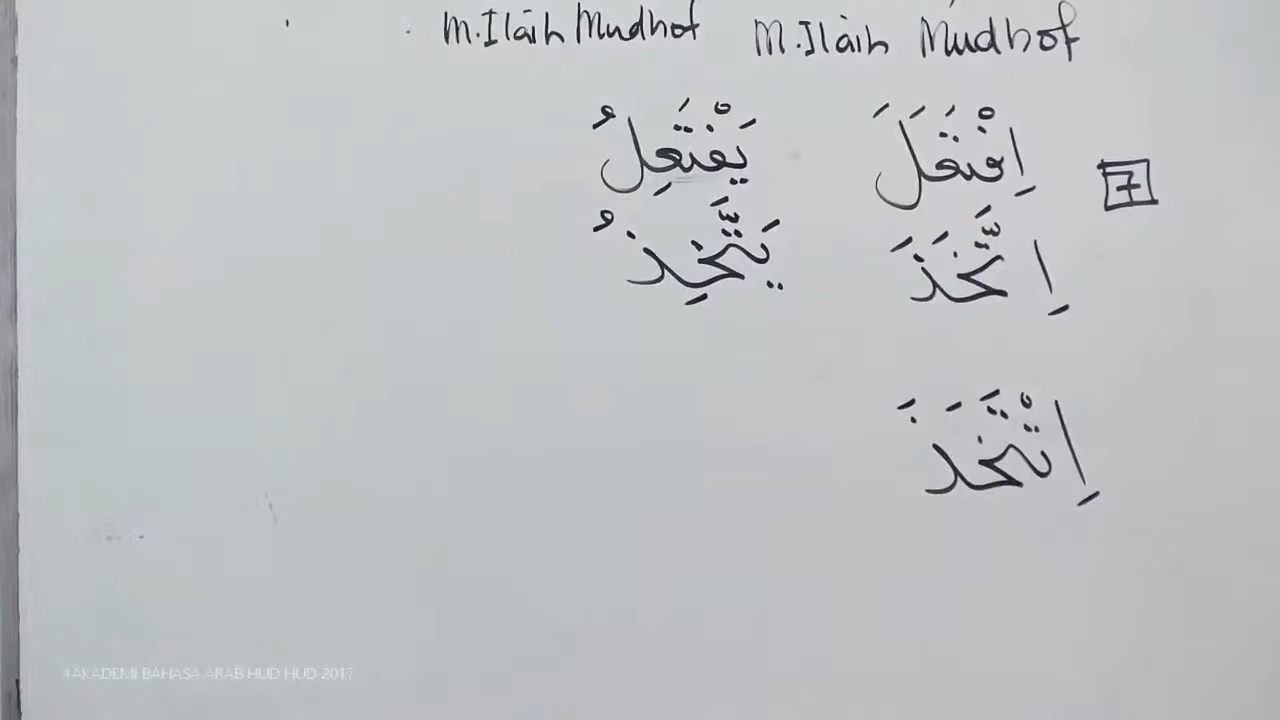 M.Ilaih Mudhof M.Ilaih Mudhof
7 اِفْتَعَلَ يَفْتَعِلُ
اِتَّخَذَ يَتَّخِذُ
اِتْتَخَذَ
#AKADEMI BAHASA ARAB HUD HUD 2017